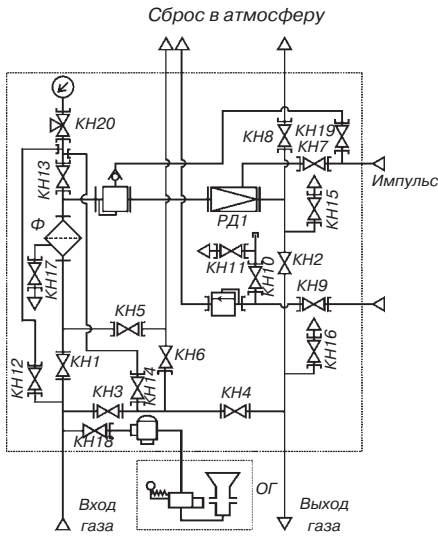 Сброс в атмосферу
КН20
КН8
КН19
КН7
КН13
Импульс
КН15
РД1
Ф
КН17
КН11
КН10
КН2
КН9
КН5
КН16
КН12
КН1
КН6
КН14
КН3
КН4
КН18
ОГ
Вход
газа
Выход
газа